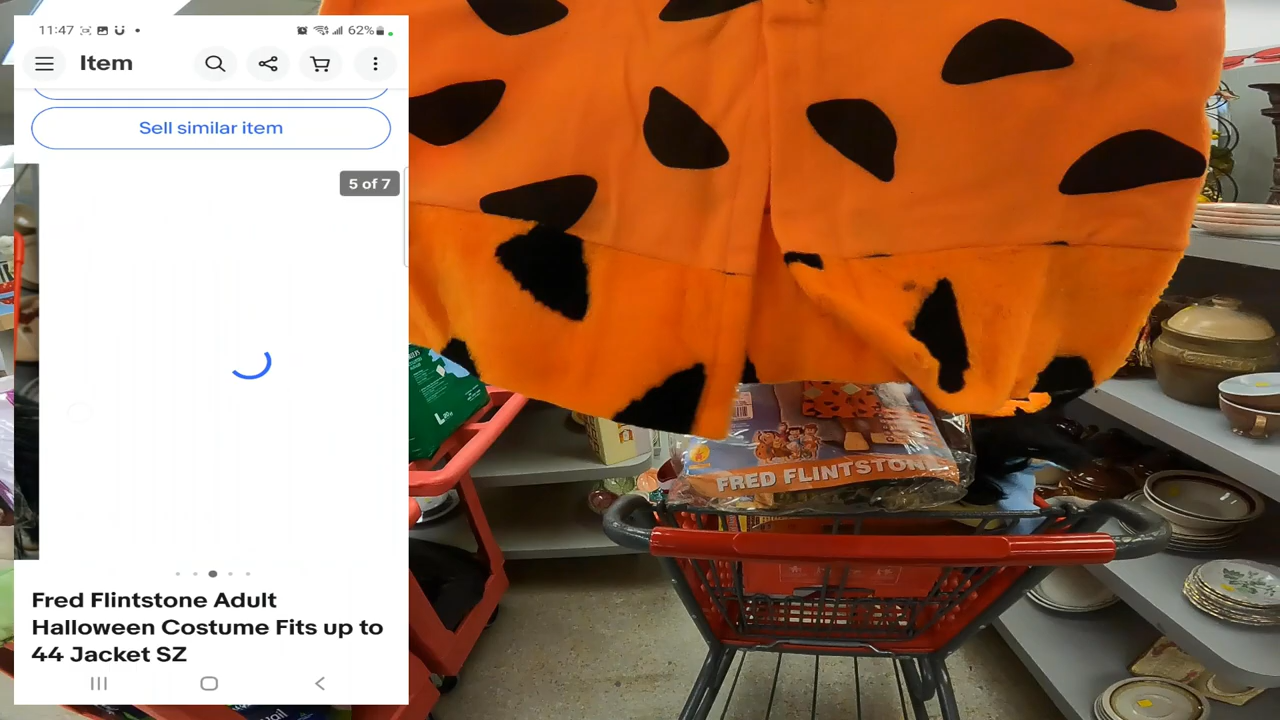 11:47
62%
Item
Sell similar item
5 of 7
Fred Flintstone Adult
Halloween Costume Fits up to
44 Jacket SZ
FRED FLINTSTONE